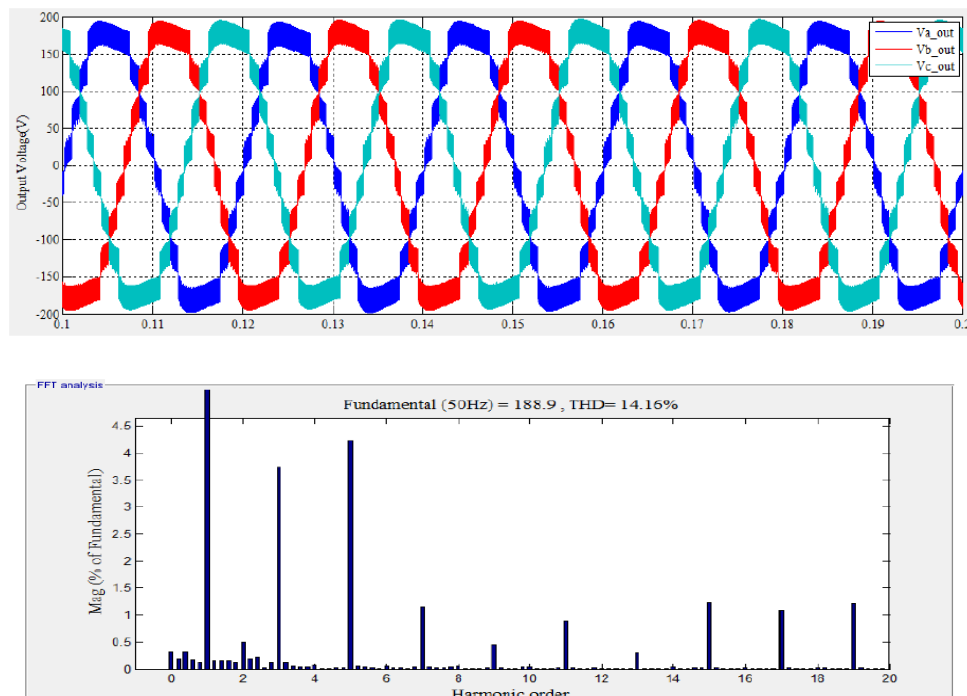 200
150
100
50
0
-50
-100
-150
-200
Output Voltage(V)
Va_out
Vb_out
Vc_out
0.1 0.11 0.12 0.13 0.14 0.15 0.16 0.17 0.18 0.19 0.2
FFT analysis
Fundamental (50Hz) = 188.9 , THD= 14.16%
4.5
4
3.5
3
2.5
2
1.5
1
0.5
0
Mag (% of Fundamental)
0 2 4 6 8 10 12 14 16 18 20
Harmonic order